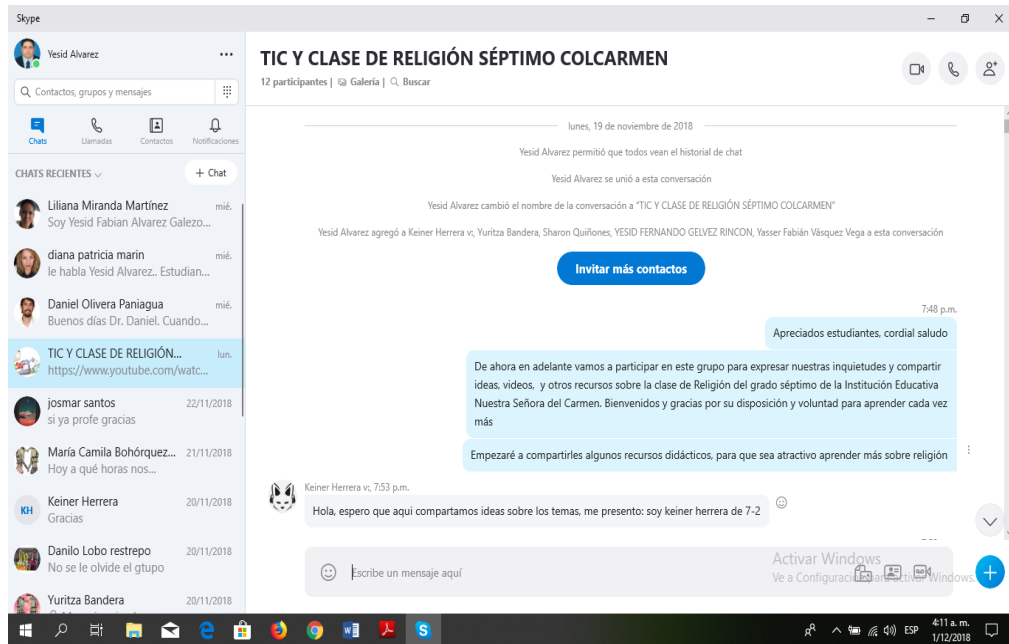 Skype
Yesid Alvarez
Contactos, grupos y mensajes
Chats
Llamadas
Contactos
Notificaciones
CHATS RECIENTES
+ Chat
Liliana Miranda Martínez
mié.
Soy Yesid Fabian Alvarez Galezo...
diana patricia marin
mié.
le habla Yesid Alvarez.. Estudian...
Daniel Olivera Paniagua
mié.
Buenos días Dr. Daniel. Cuando...
TIC Y CLASE DE RELIGIÓN...
lun.
https://www.youtube.com/watc...
josmar santos
22/11/2018
si ya profe gracias
María Camila Bohórquez...
21/11/2018
Hoy a qué horas nos...
KH
Keiner Herrera
20/11/2018
Gracias
Danilo Lobo restrepo
20/11/2018
No se le olvide el gtupo
Yuritza Bandera
20/11/2018
TIC Y CLASE DE RELIGIÓN SÉPTIMO COLCARMEN
12 participantes | Galería | Buscar
lunes, 19 de noviembre de 2018
Yesid Alvarez permitió que todos vean el historial de chat
Yesid Alvarez se unió a esta conversación
Yesid Alvarez cambió el nombre de la conversación a "TIC Y CLASE DE RELIGIÓN SÉPTIMO COLCARMEN"
Yesid Alvarez agregó a Keiner Herrera v:, Yuritza Bandera, Sharon Quiñones, YESID FERNANDO GELVEZ RINCON, Yasser Fabián Vásquez Vega a esta conversación
Invitar más contactos
7:48 p.m.
Apreciados estudiantes, cordial saludo
De ahora en adelante vamos a participar en este grupo para expresar nuestras inquietudes y compartir
ideas, videos, y otros recursos sobre la clase de Religión del grado séptimo de la Institución Educativa
Nuestra Señora del Carmen. Bienvenidos y gracias por su disposición y voluntad para aprender cada vez
más
Empezaré a compartirles algunos recursos didácticos, para que sea atractivo aprender más sobre religión
Keiner Herrera v:, 7:53 p.m.
Hola, espero que aqui compartamos ideas sobre los temas, me presento: soy keiner herrera de 7-2
Escribe un mensaje aquí
Activar Windows
Ve a Configuración para activar Windows.
ESP
4:11 a. m.
1/12/2018